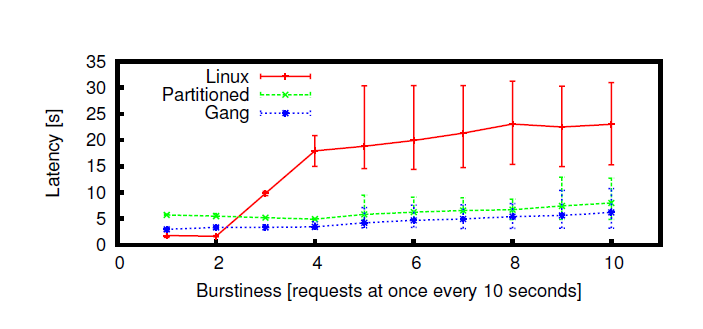 35
30
25
20
15
10
5
0
Latency [s]
Linux
Partitioned
Gang
0 2 4 6 8 10
Burstiness [requests at once every 10 seconds]